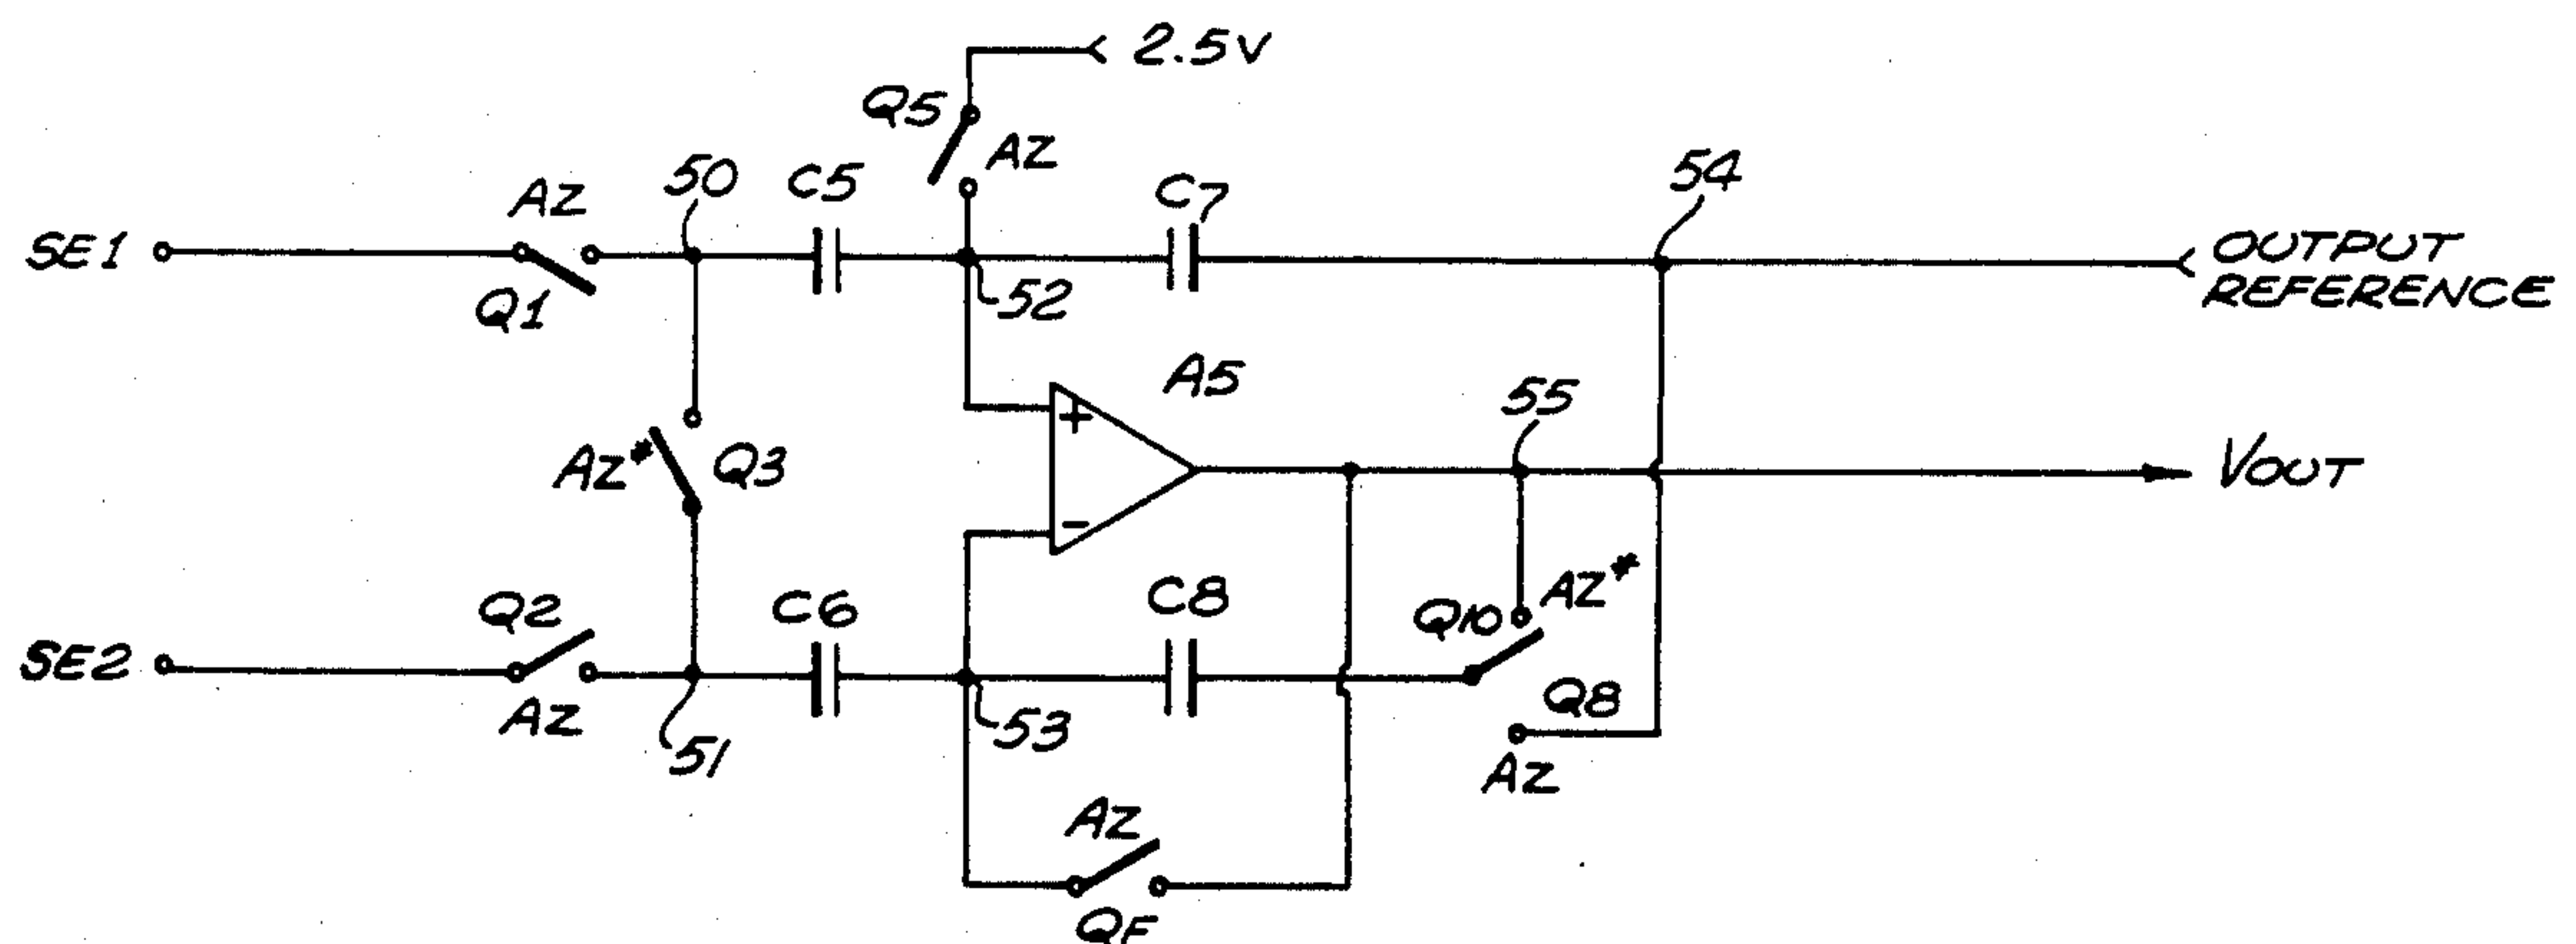 2.5V
Q5
AZ
50
C5
C7
54
AZ
SE1
Q1
52
OUTPUT
REFERENCE
A5
+
55
AZ*
Q3
VOUT
-
Q2
C6
C8
Q10
AZ*
SE2
AZ
51
53
Q8
AZ
AZ
QF